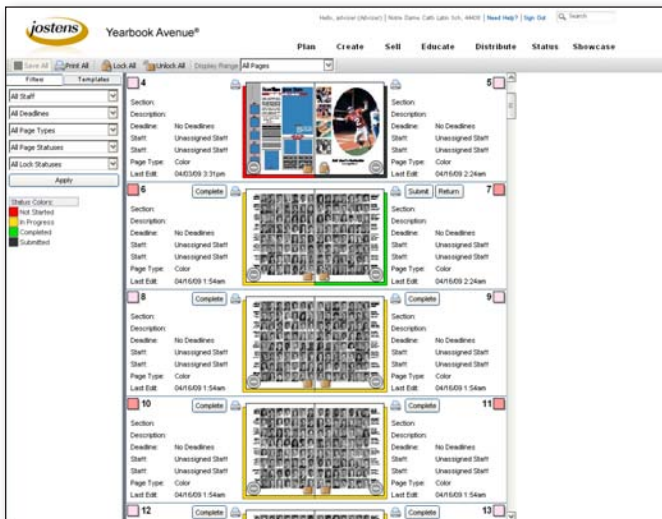 jostens
Yearbook Avenue®
Hello, advisor (Advisor) | Notre Dame Cath Latin Sch, 44408 | Need Help? | Sign Out
Search
Plan Create Sell Educate Distribute Status Showcase
Save All Print All Lock All Unlock All Display Range All Pages
Filters Templates
All Staff
All Deadlines
All Page Types
All Page Statuses
All Lock Statuses
Apply
Status Colors:
Not Started
In Progress
Completed
Submitted
4
Section:
Description:
Deadline: No Deadlines
Staff: Unassigned Staff
Staff: Unassigned Staff
Page Type: Color
Last Edit: 04/03/09 3:31pm
5
Section:
Description:
Deadline: No Deadlines
Staff: Unassigned Staff
Staff: Unassigned Staff
Page Type: Color
Last Edit: 04/16/09 2:24am
6 Complete
Section:
Description:
Deadline: No Deadlines
Staff: Unassigned Staff
Staff: Unassigned Staff
Page Type: Color
Last Edit: 04/16/09 1:54am
Submit Return 7
Section:
Description:
Deadline: No Deadlines
Staff: Unassigned Staff
Staff: Unassigned Staff
Page Type: Color
Last Edit: 04/16/09 2:24am
8 Complete
Section:
Description:
Deadline: No Deadlines
Staff: Unassigned Staff
Staff: Unassigned Staff
Page Type: Color
Last Edit: 04/16/09 1:54am
Complete 9
Section:
Description:
Deadline: No Deadlines
Staff: Unassigned Staff
Staff: Unassigned Staff
Page Type: Color
Last Edit: 04/16/09 1:54am
10 Complete
Section:
Description:
Deadline: No Deadlines
Staff: Unassigned Staff
Staff: Unassigned Staff
Page Type: Color
Last Edit: 04/16/09 1:54am
Complete 11
Section:
Description:
Deadline: No Deadlines
Staff: Unassigned Staff
Staff: Unassigned Staff
Page Type: Color
Last Edit: 04/16/09 1:54am
12 Complete
Complete 13